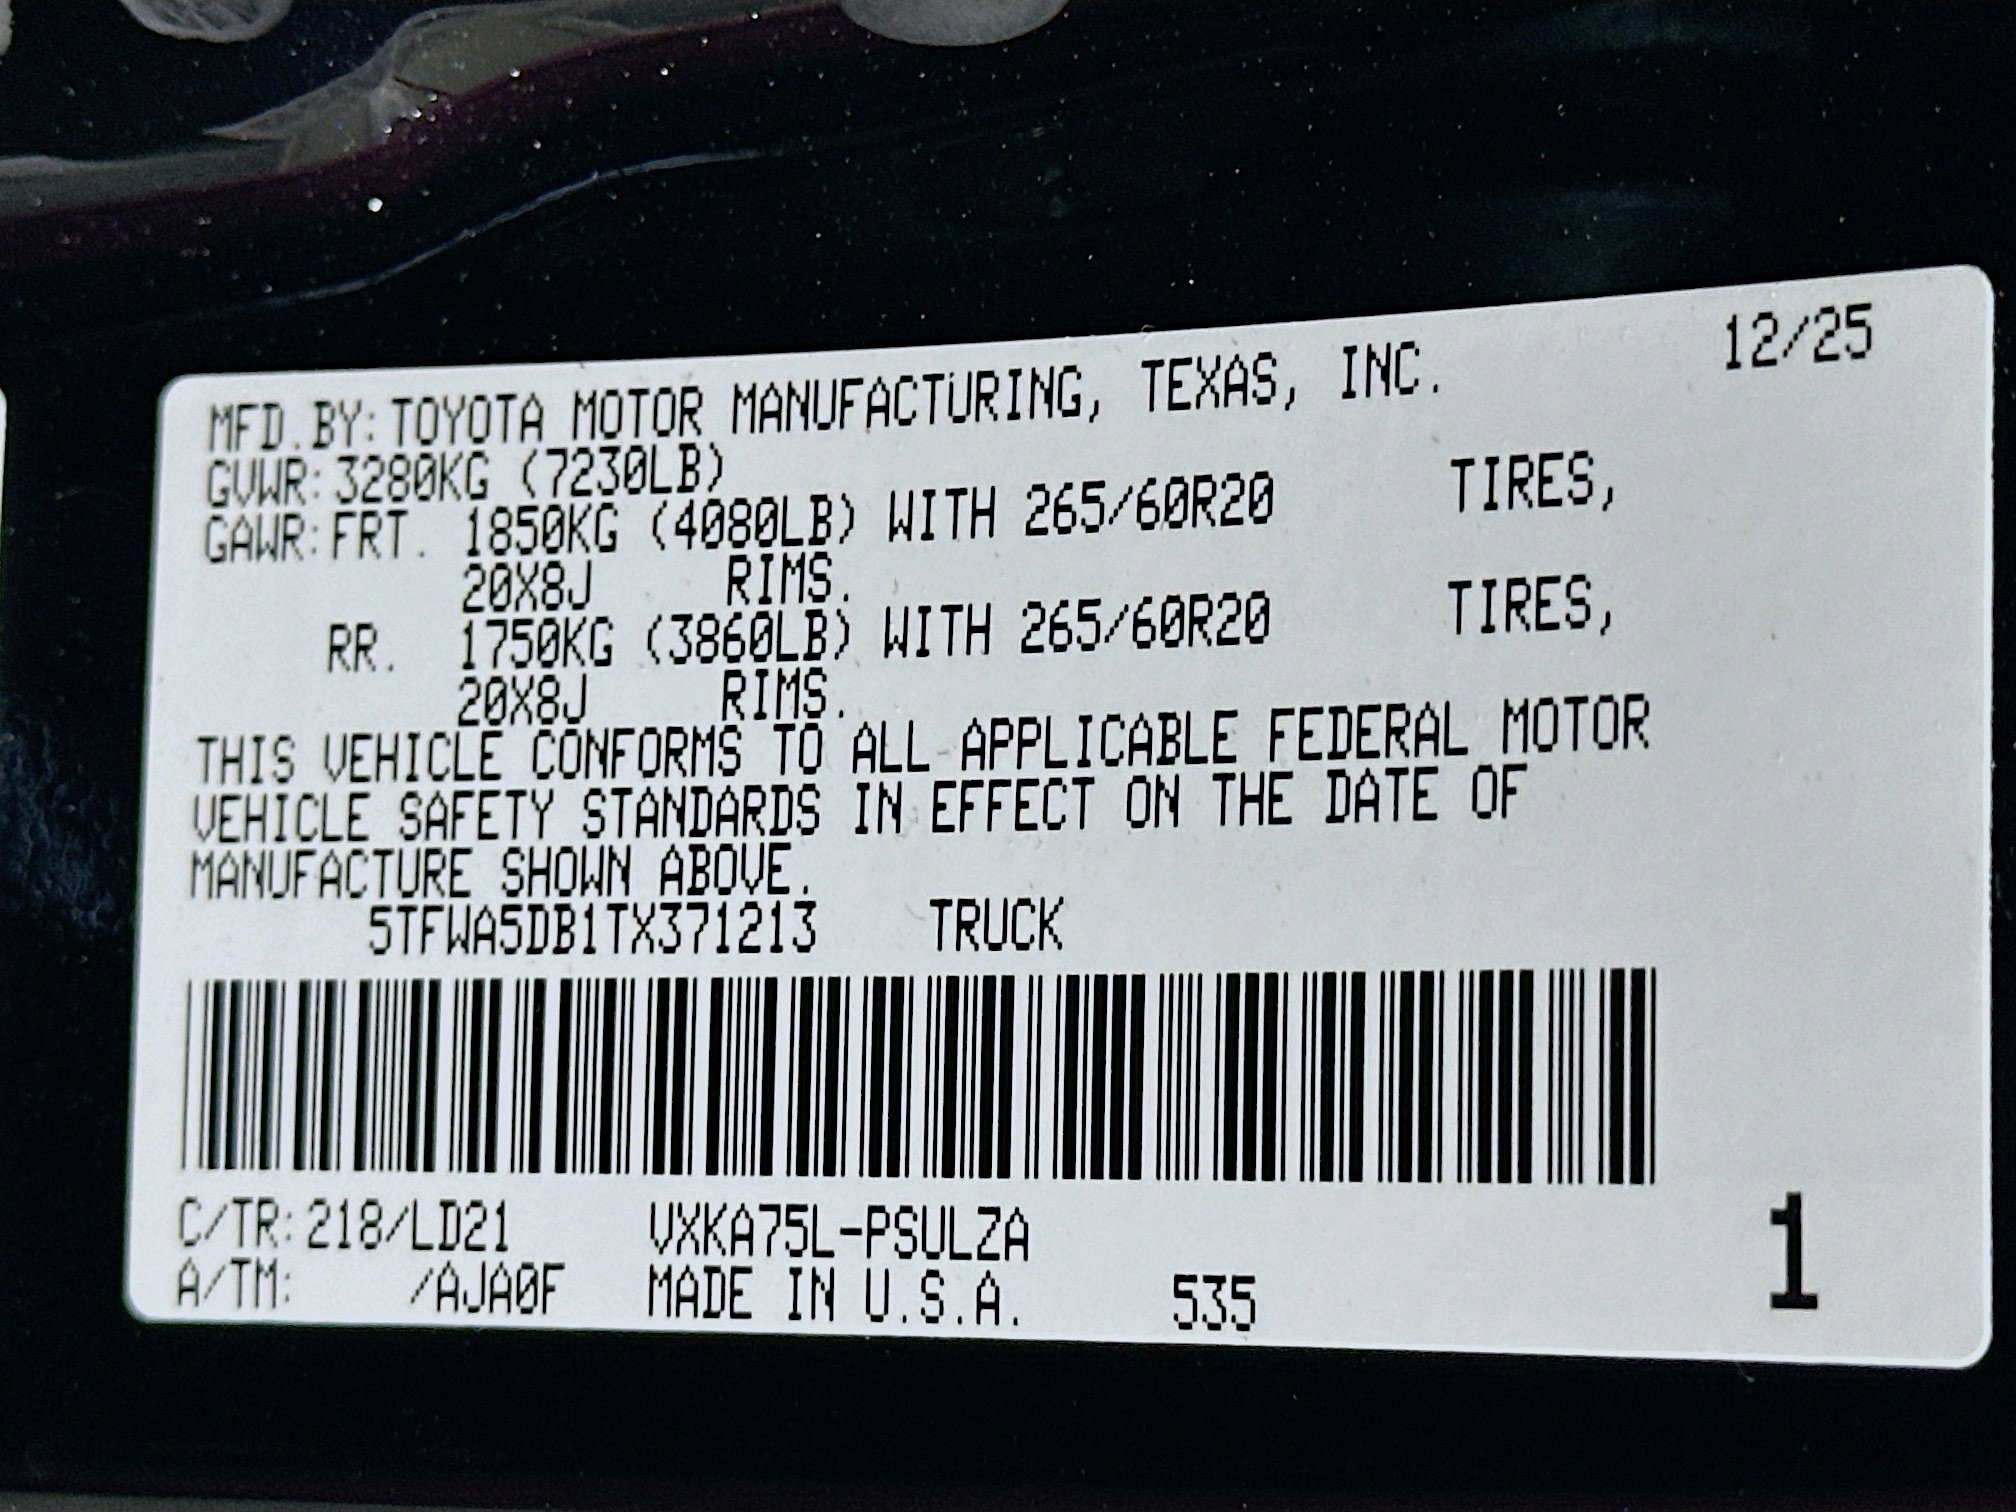 12/25
MFD.BY:TOYOTA MOTOR MANUFACTURING, TEXAS, INC.
GVWR:3280KG (7230LB)
GAWR:FRT. 1850KG (4080LB) WITH 265/60R20 TIRES,
20X8J RIMS.
RR. 1750KG (3860LB) WITH 265/60R20 TIRES,
20X8J RIMS.
THIS VEHICLE CONFORMS TO ALL APPLICABLE FEDERAL MOTOR
VEHICLE SAFETY STANDARDS IN EFFECT ON THE DATE OF
MANUFACTURE SHOWN ABOVE.
5TFWA5DB1TX371213 TRUCK
C/TR:218/LD21 VXKA75L-PSULZA
A/TM: /AJA0F MADE IN U.S.A. 535
1